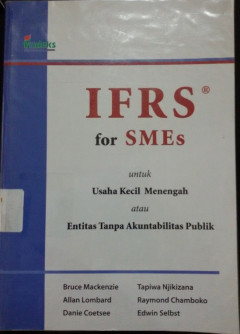 indeks
IFRS®
for SMEs
untuk
Usaha Kecil Menengah
atau
Entitas Tanpa Akuntabilitas Publik
Bruce Mackenzie Tapiwa Njikizana
Allan Lombard Raymond Chamboko
Danie Coetsee Edwin Selbst